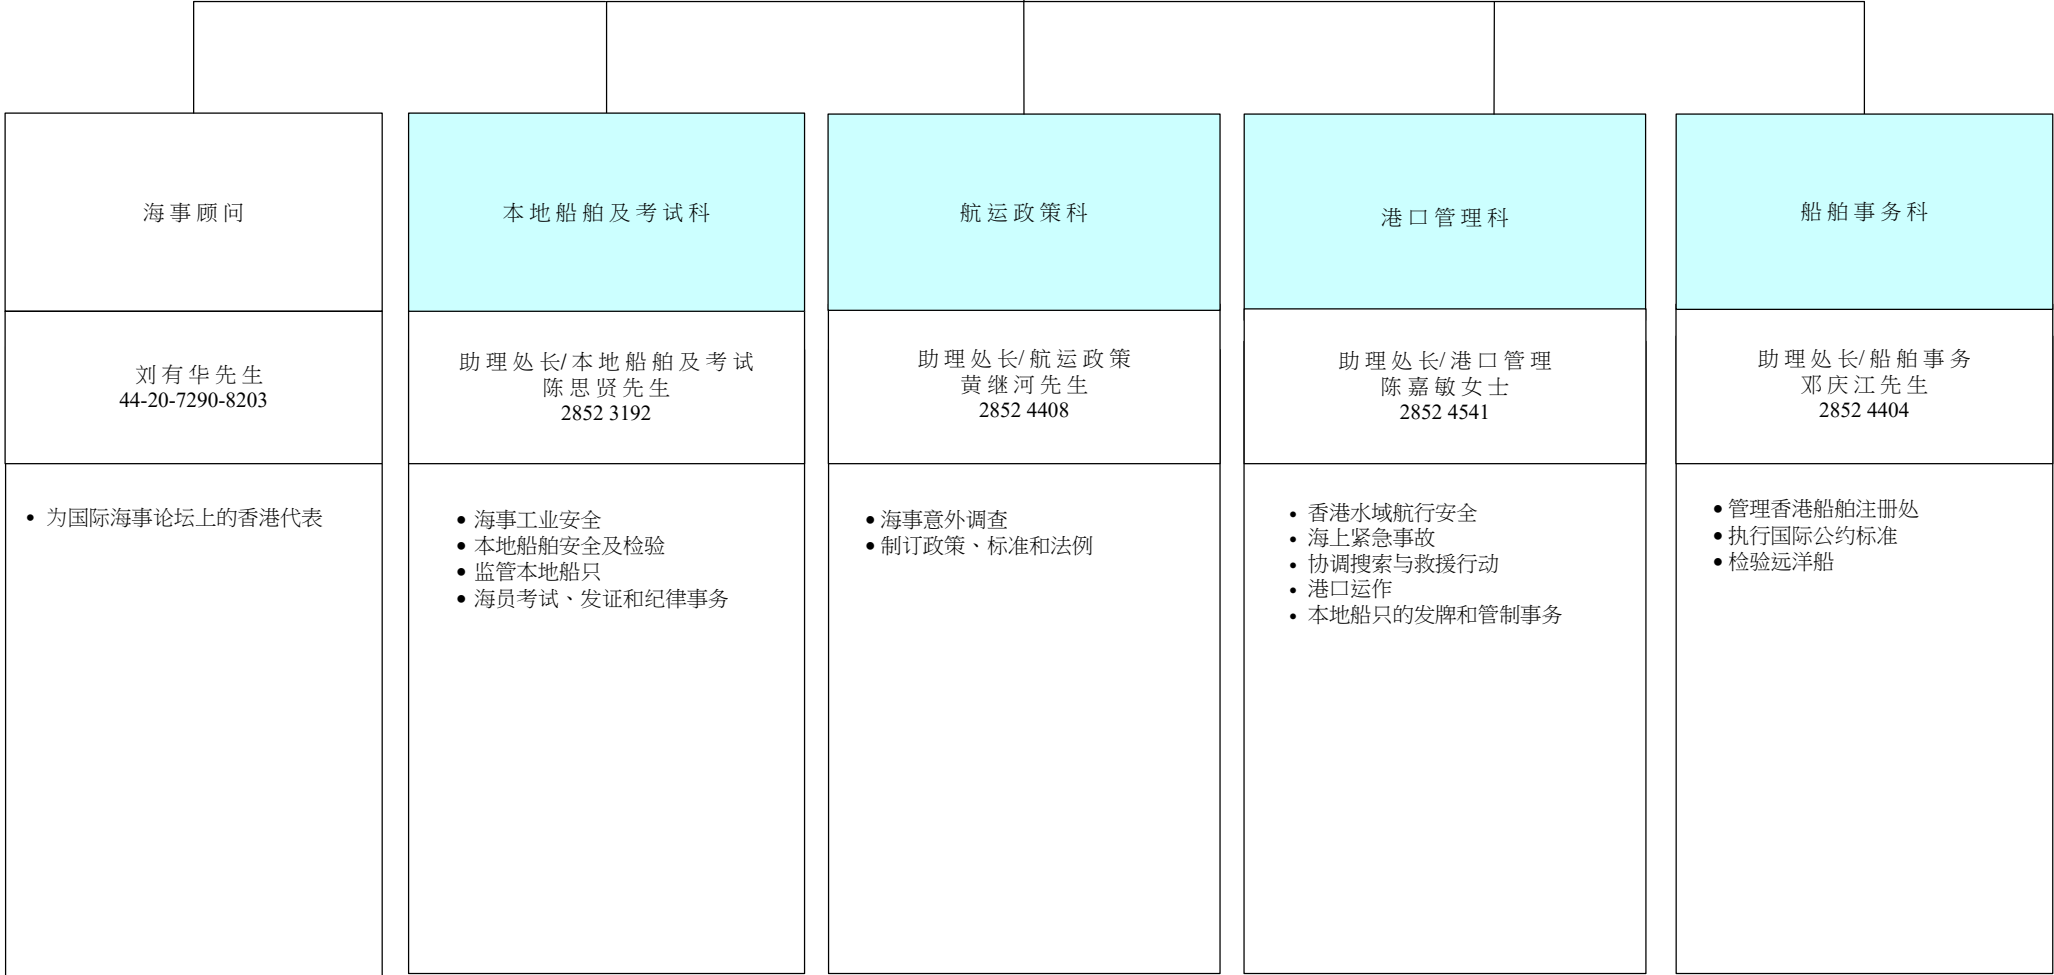 海事顾问
刘有华先生
44-20-7290-8203
• 为国际海事论坛上的香港代表
本地船舶及考试科
助理处长/本地船舶及考试
陈思贤先生
2852 3192
• 海事工业安全
• 本地船舶安全及检验
• 监管本地船只
• 海员考试、发证和纪律事务
航运政策科
助理处长/航运政策
黄继河先生
2852 4408
• 海事意外调查
• 制订政策、标准和法例
港口管理科
助理处长/港口管理
陈嘉敏女士
2852 4541
• 香港水域航行安全
• 海上紧急事故
• 协调搜索与救援行动
• 港口运作
• 本地船只的发牌和管制事务
船舶事务科
助理处长/船舶事务
邓庆江先生
2852 4404
• 管理香港船舶注册处
• 执行国际公约标准
• 检验远洋船